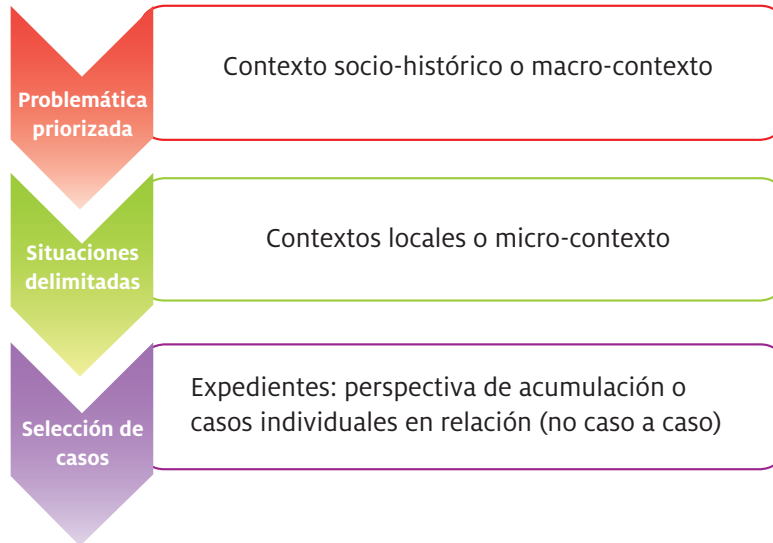 Problemática
priorizada
Contexto socio-histórico o macro-contexto
Situaciones
delimitadas
Contextos locales o micro-contexto
Selección de
casos
Expedientes: perspectiva de acumulación o
casos individuales en relación (no caso a caso)